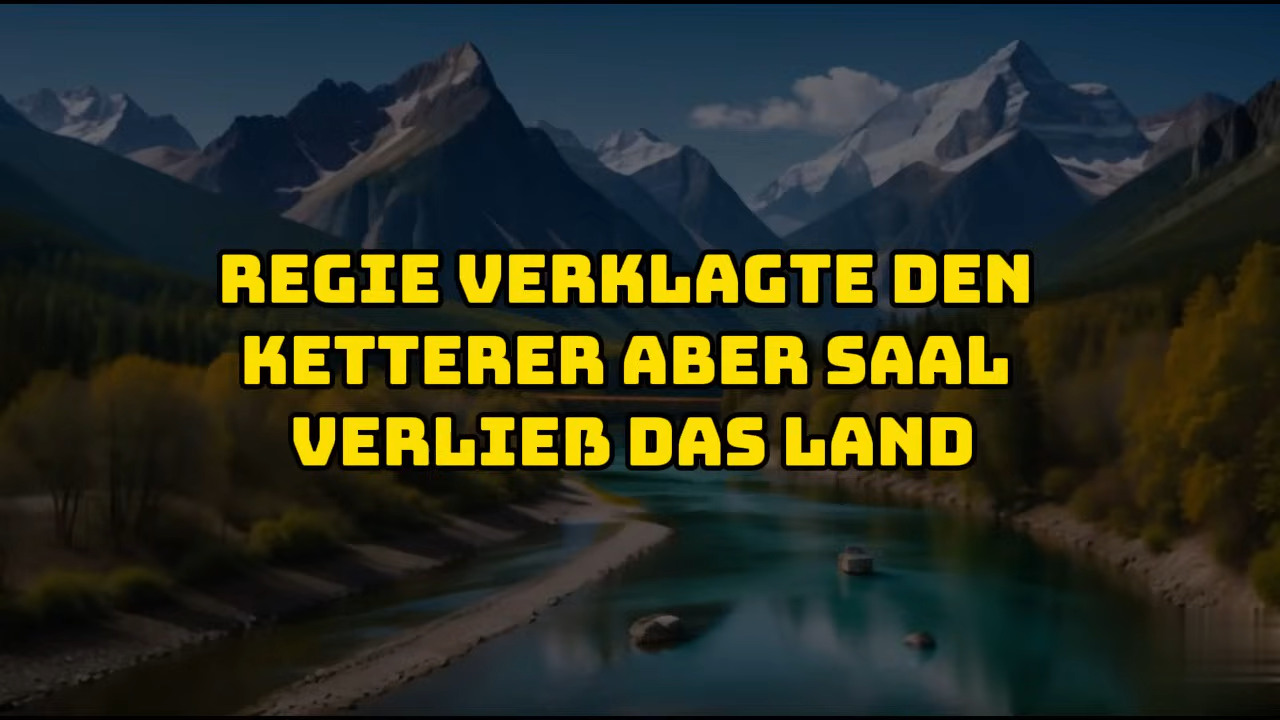 REGIE VERKLAGTE DEN
KETTERER ABER SAAL
VERLIEẞ DAS LAND